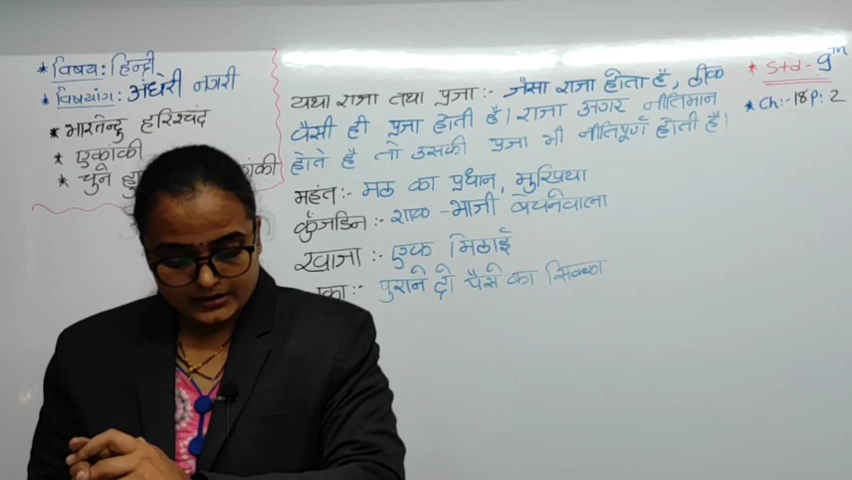 * विषय: हिन्दी
* विषयांग: अंधेरी नगरी
* भारतेन्दु हरिश्चंद्र
* एकांकी
* चुने हु कांकी
यथा राजा तथा प्रजा :- जैसा राजा होता है, ठीक
वैसी ही प्रजा होती है। राजा अगर नीतिमान
होते है तो उसकी प्रजा भी नीतिपूर्ण होती है।
महंत:- मठ का प्रधान, मुखिया
कुँजडिन :- शाक-भाजी बेचनेवाला
खाजा :- एक मिठाई
का :- पुराने दो पैसे का सिक्का
* Std - 9th
* Ch:- 18 P: 2